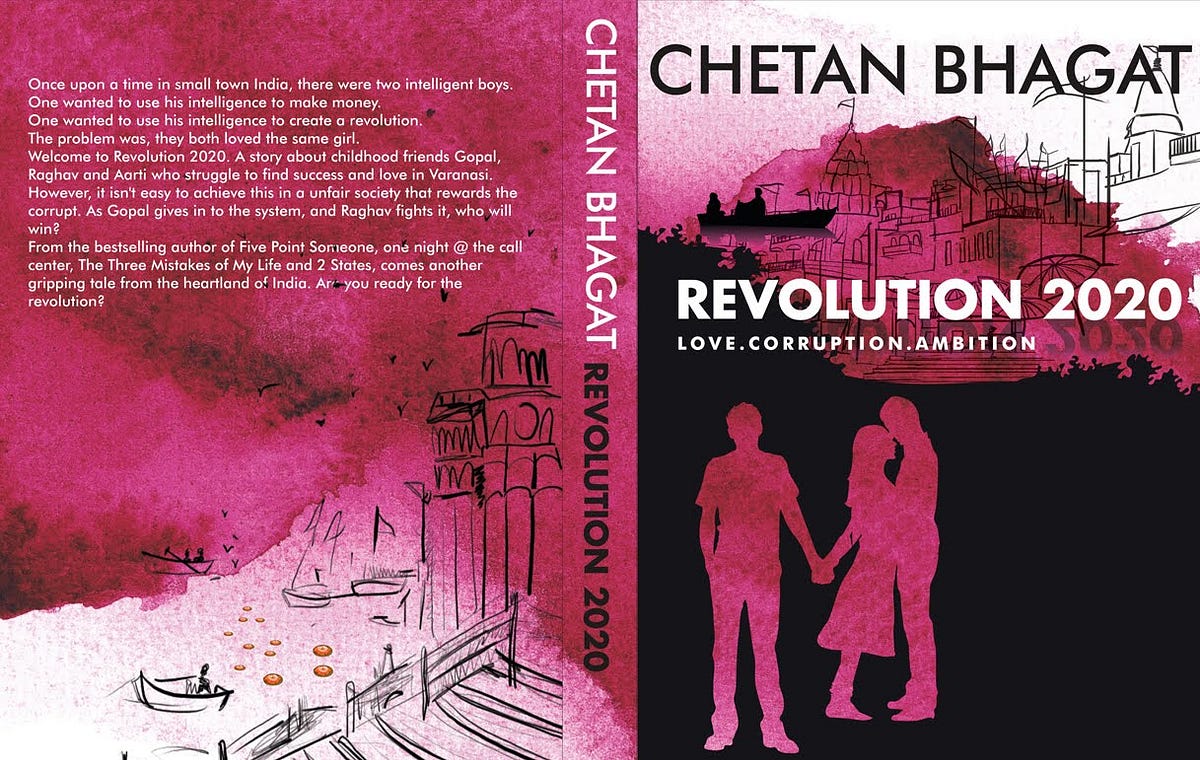 Once upon a time in small town India, there were two intelligent boys.
One wanted to use his intelligence to make money.
One wanted to use his intelligence to create a revolution.
The problem was, they both loved the same girl.
Welcome to Revolution 2020. A story about childhood friends Gopal,
Raghav and Aarti who struggle to find success and love in Varanasi.
However, it isn't easy to achieve this in a unfair society that rewards the
corrupt. As Gopal gives in to the system, and Raghav fights it, who will
win?
From the bestselling author of Five Point Someone, one night @ the call
center, The Three Mistakes of My Life and 2 States, comes another
gripping tale from the heartland of India. Are you ready for the
revolution?
CHETAN BHAGAT REVOLUTION 2020
CHETAN BHAGAT
REVOLUTION 2020
LOVE.CORRUPTION.AMBITION